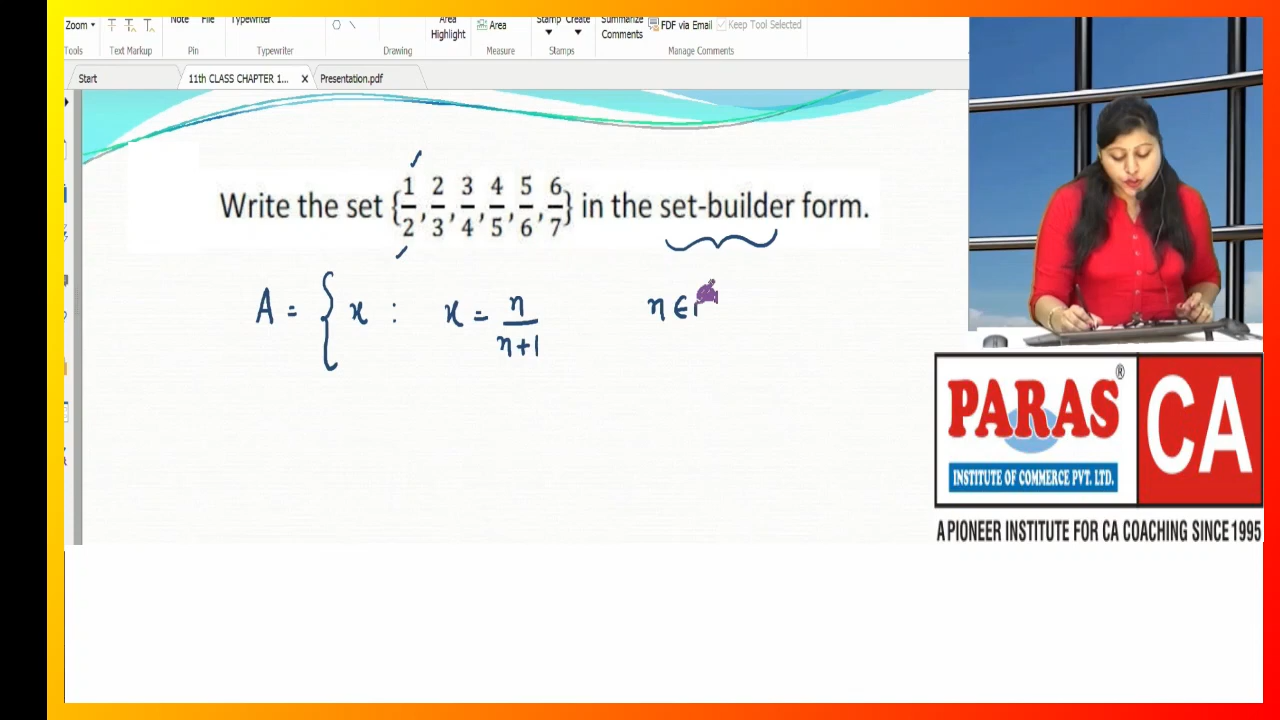 Zoom
Note File Typewriter
Area Highlight
Area
Stamp Create
Summarize Comments
FDF via Email
Keep Tool Selected
Tools Text Markup Pin Typewriter Drawing Measure Stamps Manage Comments
Start 11th CLASS CHAPTER 1... X Presentation.pdf
Write the set {1/2, 2/3, 3/4, 4/5, 5/6, 6/7} in the set-builder form.
A = { x : x = n/n+1 n ∈
PARAS® CA
INSTITUTE OF COMMERCE PVT. LTD.
A PIONEER INSTITUTE FOR CA COACHING SINCE 1995